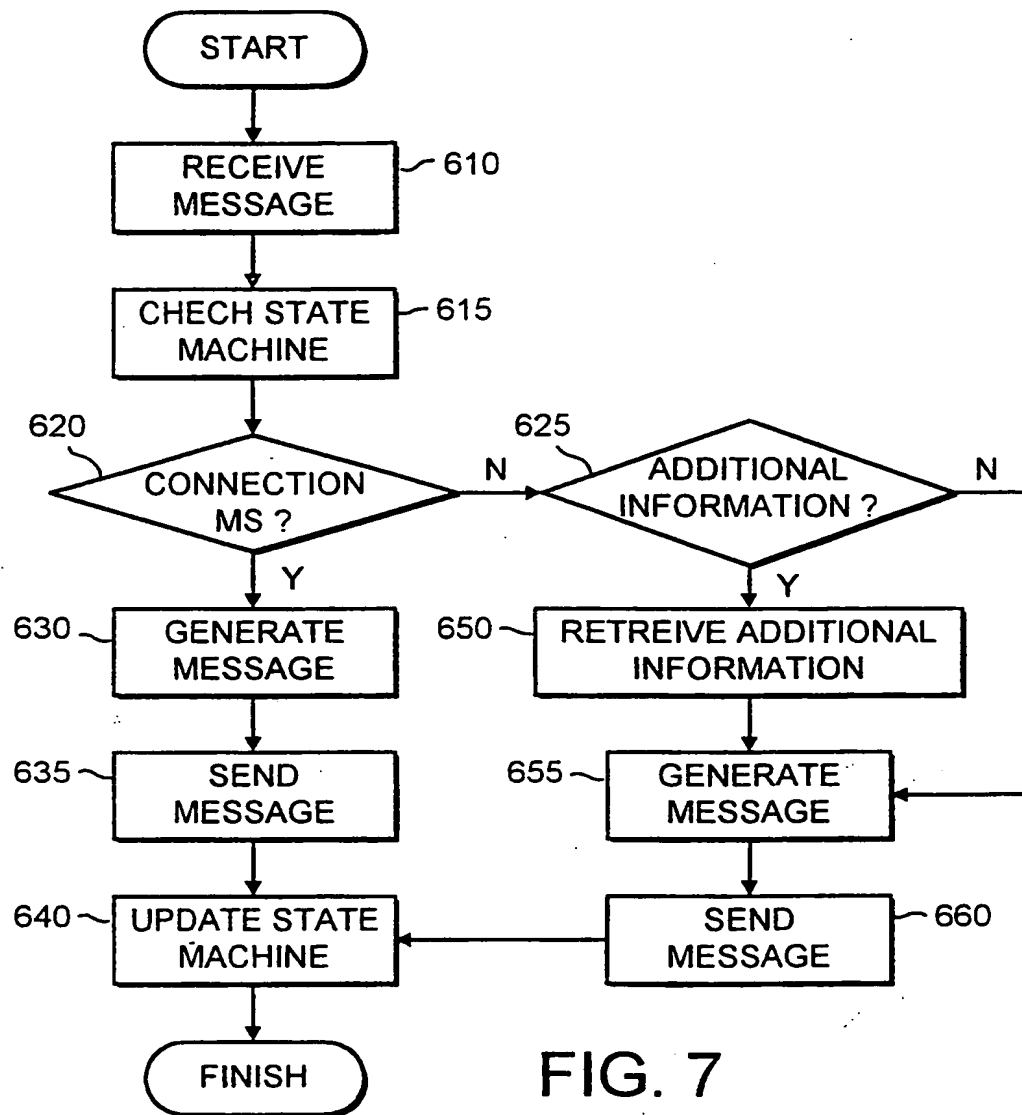 START
RECEIVE
MESSAGE
610
CHECH STATE
MACHINE
615
620
CONNECTION
MS ?
N
Y
625
ADDITIONAL
INFORMATION ?
N
Y
630
GENERATE
MESSAGE
650
RETREIVE ADDITIONAL
INFORMATION
635
SEND
MESSAGE
655
GENERATE
MESSAGE
640
UPDATE STATE
MACHINE
SEND
MESSAGE
660
FINISH
FIG. 7